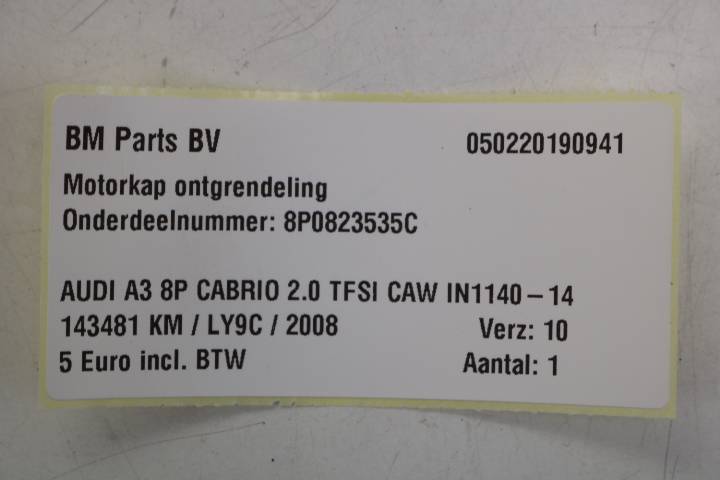 BM Parts BV 050220190941
Motorkap ontgrendeling
Onderdeelnummer: 8P0823535C
AUDI A3 8P CABRIO 2.0 TFSI CAW IN1140-14
143481 KM / LY9C / 2008 Verz: 10
5 Euro incl. BTW Aantal: 1